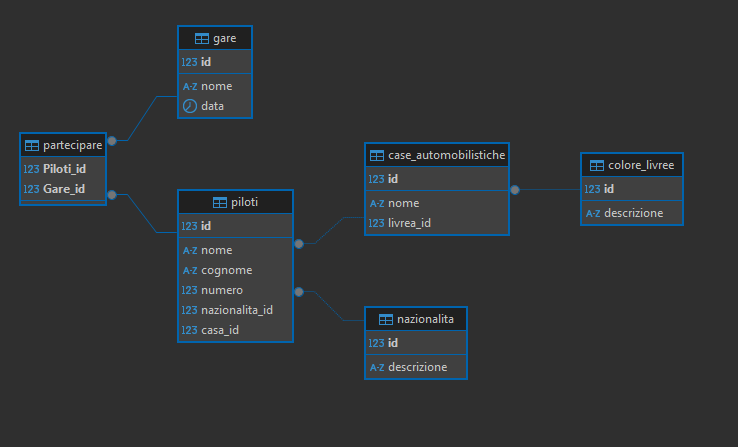 gare
123 id
A-Z nome
data
partecipare
123 Piloti_id
123 Gare_id
piloti
123 id
A-Z nome
A-Z cognome
123 numero
123 nazionalita_id
123 casa_id
case_automobilistiche
123 id
A-Z nome
123 livrea_id
colore_livree
123 id
A-Z descrizione
nazionalita
123 id
A-Z descrizione